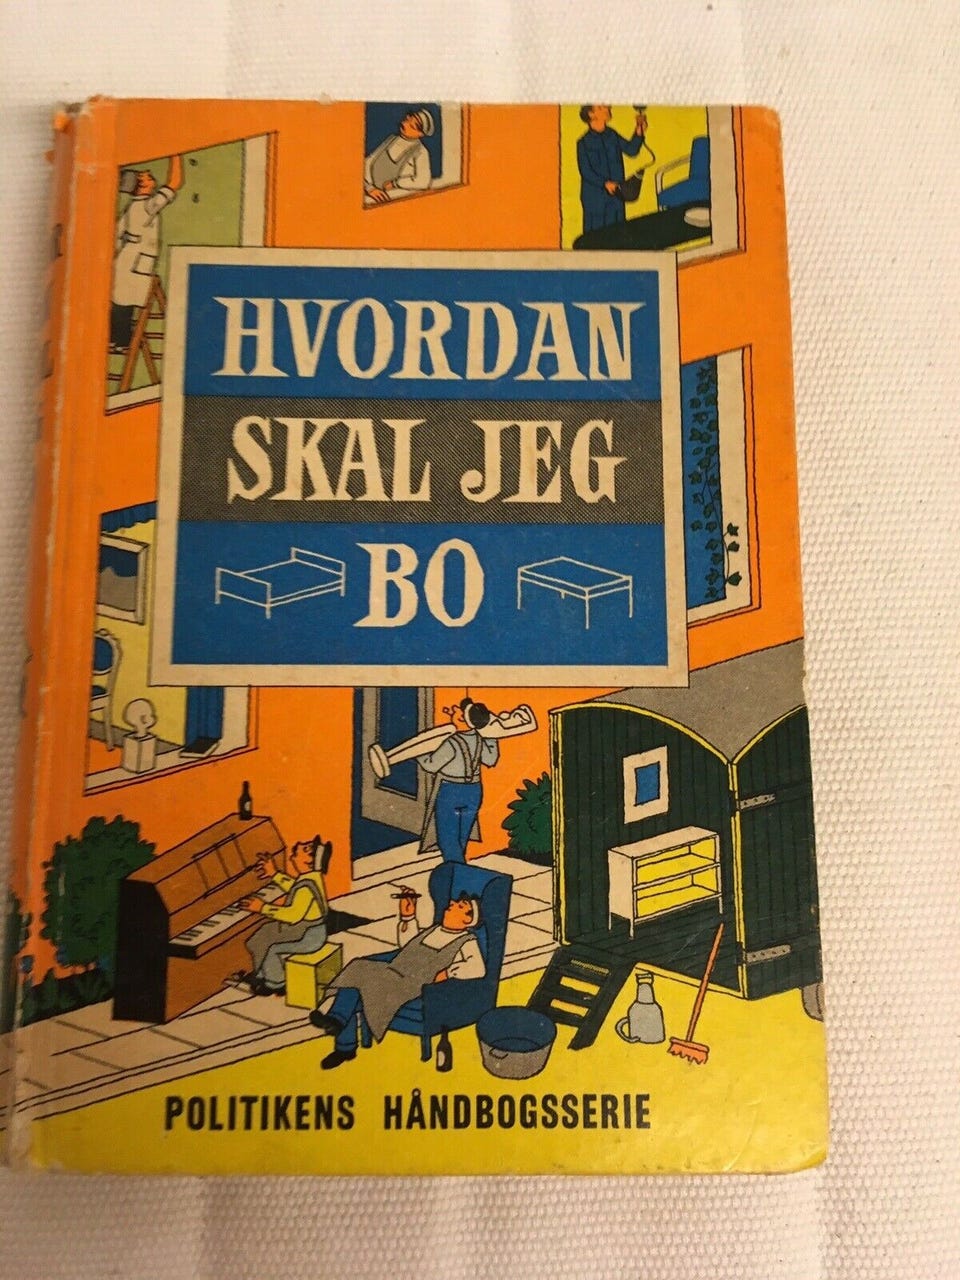 HVORDAN
SKAL JEG
BO
POLITIKENS HÅNDBOGSSERIE